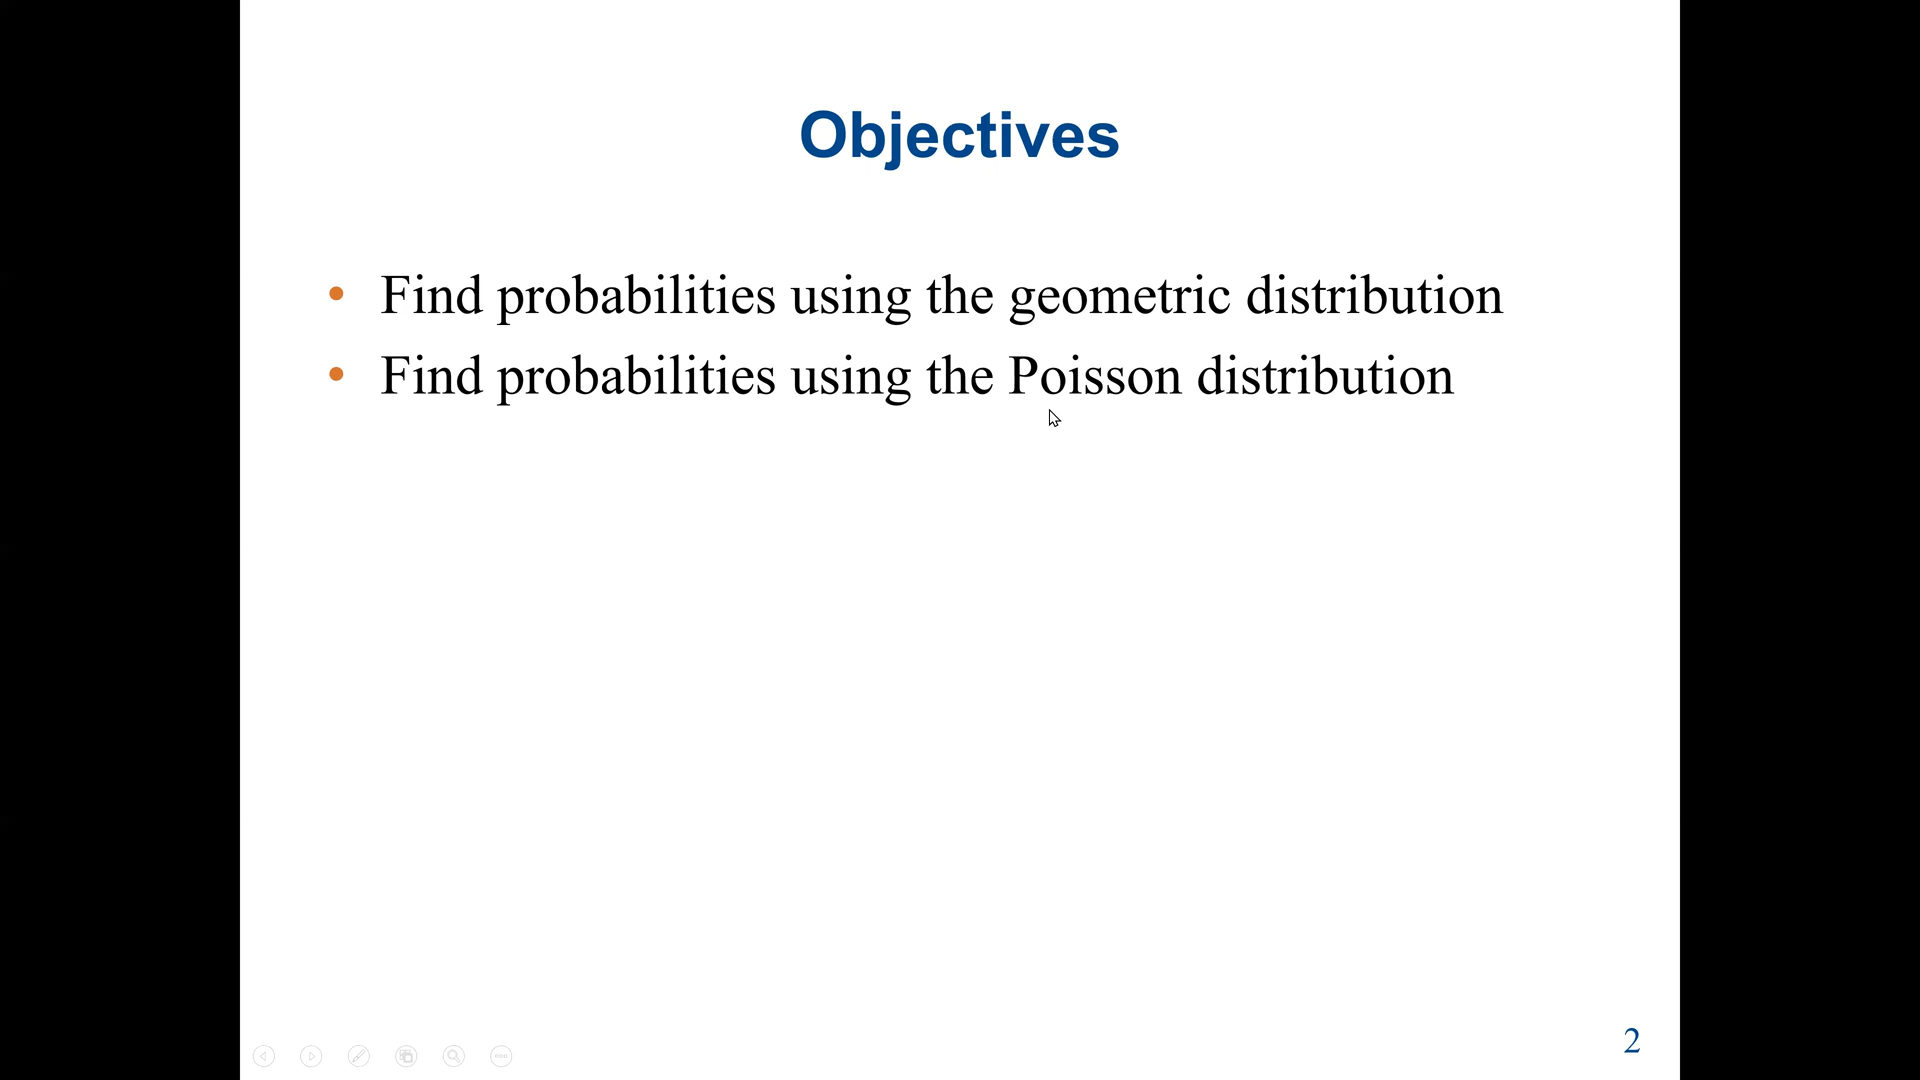 Objectives
• Find probabilities using the geometric distribution
• Find probabilities using the Poisson distribution
2